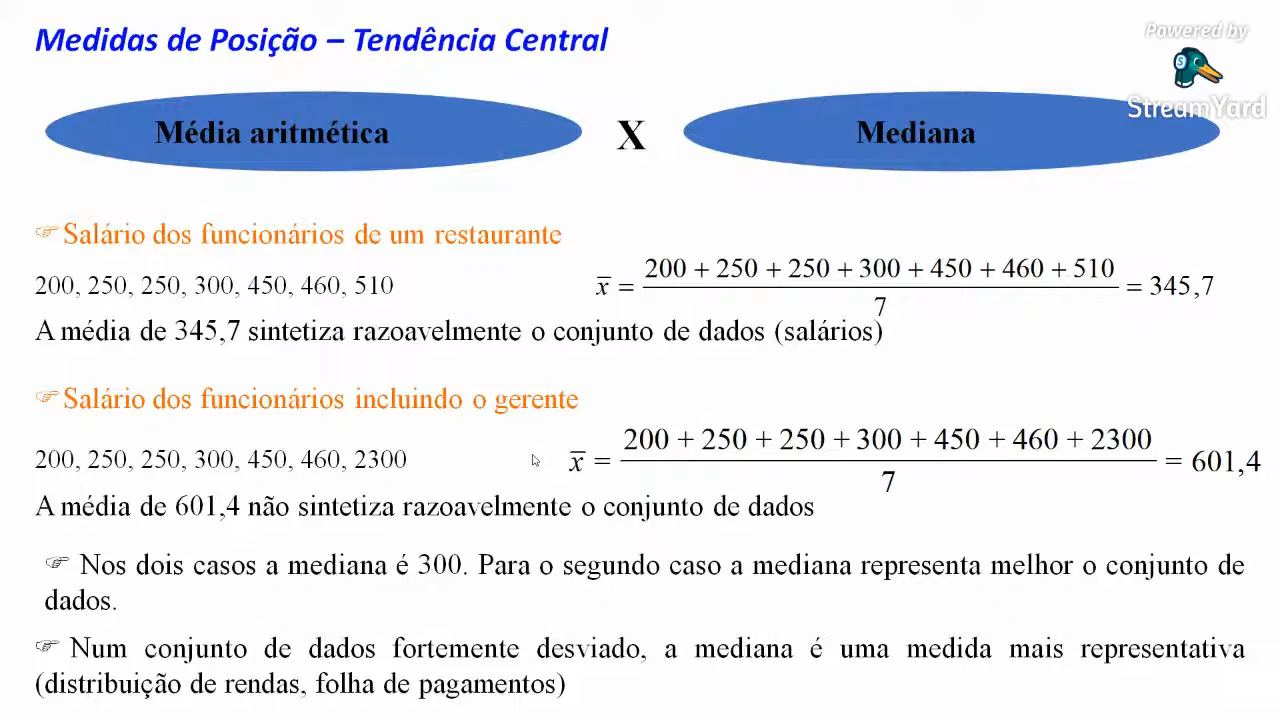 Medidas de Posição – Tendência Central
Powered by
StreamYard
Média aritmética X Mediana
☞Salário dos funcionários de um restaurante
200, 250, 250, 300, 450, 460, 510
x̅ = (200 + 250 + 250 + 300 + 450 + 460 + 510) / 7 = 345,7
A média de 345,7 sintetiza razoavelmente o conjunto de dados (salários)
☞Salário dos funcionários incluindo o gerente
200, 250, 250, 300, 450, 460, 2300
x̅ = (200 + 250 + 250 + 300 + 450 + 460 + 2300) / 7 = 601,4
A média de 601,4 não sintetiza razoavelmente o conjunto de dados
☞ Nos dois casos a mediana é 300. Para o segundo caso a mediana representa melhor o conjunto de
dados.
☞ Num conjunto de dados fortemente desviado, a mediana é uma medida mais representativa
(distribuição de rendas, folha de pagamentos)